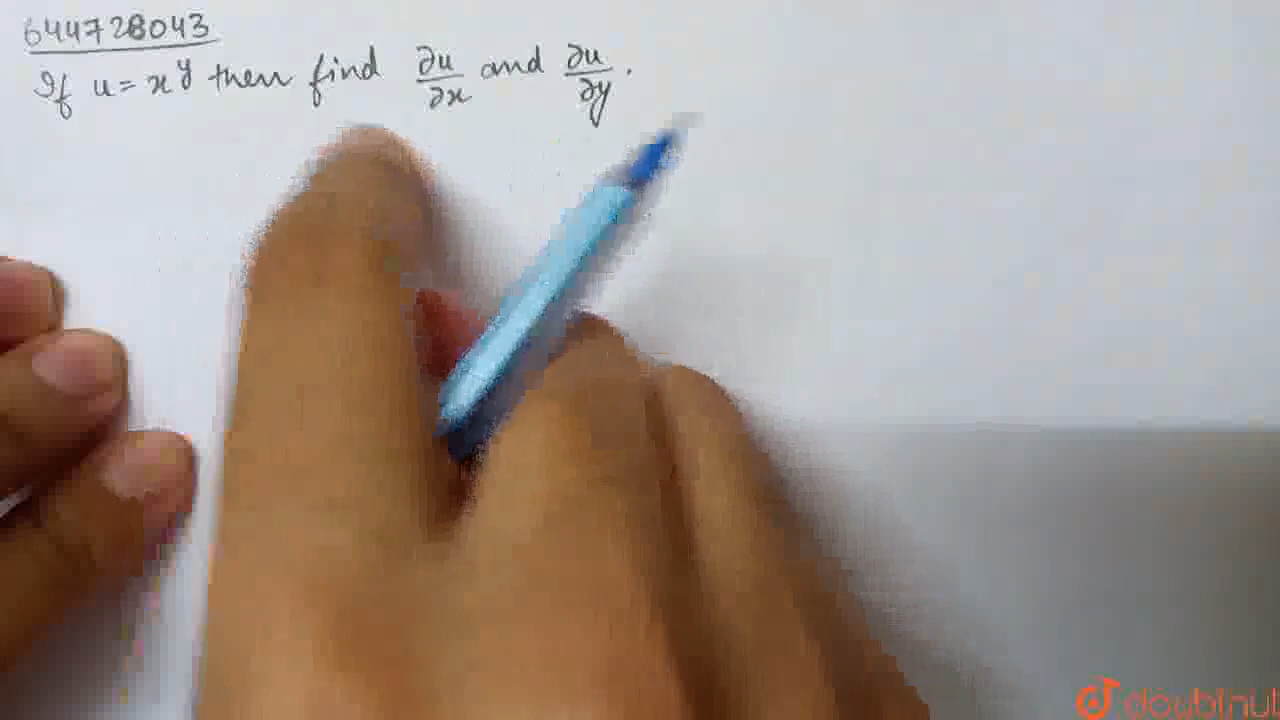 644728043
If u = x^y then find ∂u/∂x and ∂u/∂y.
doubtnut